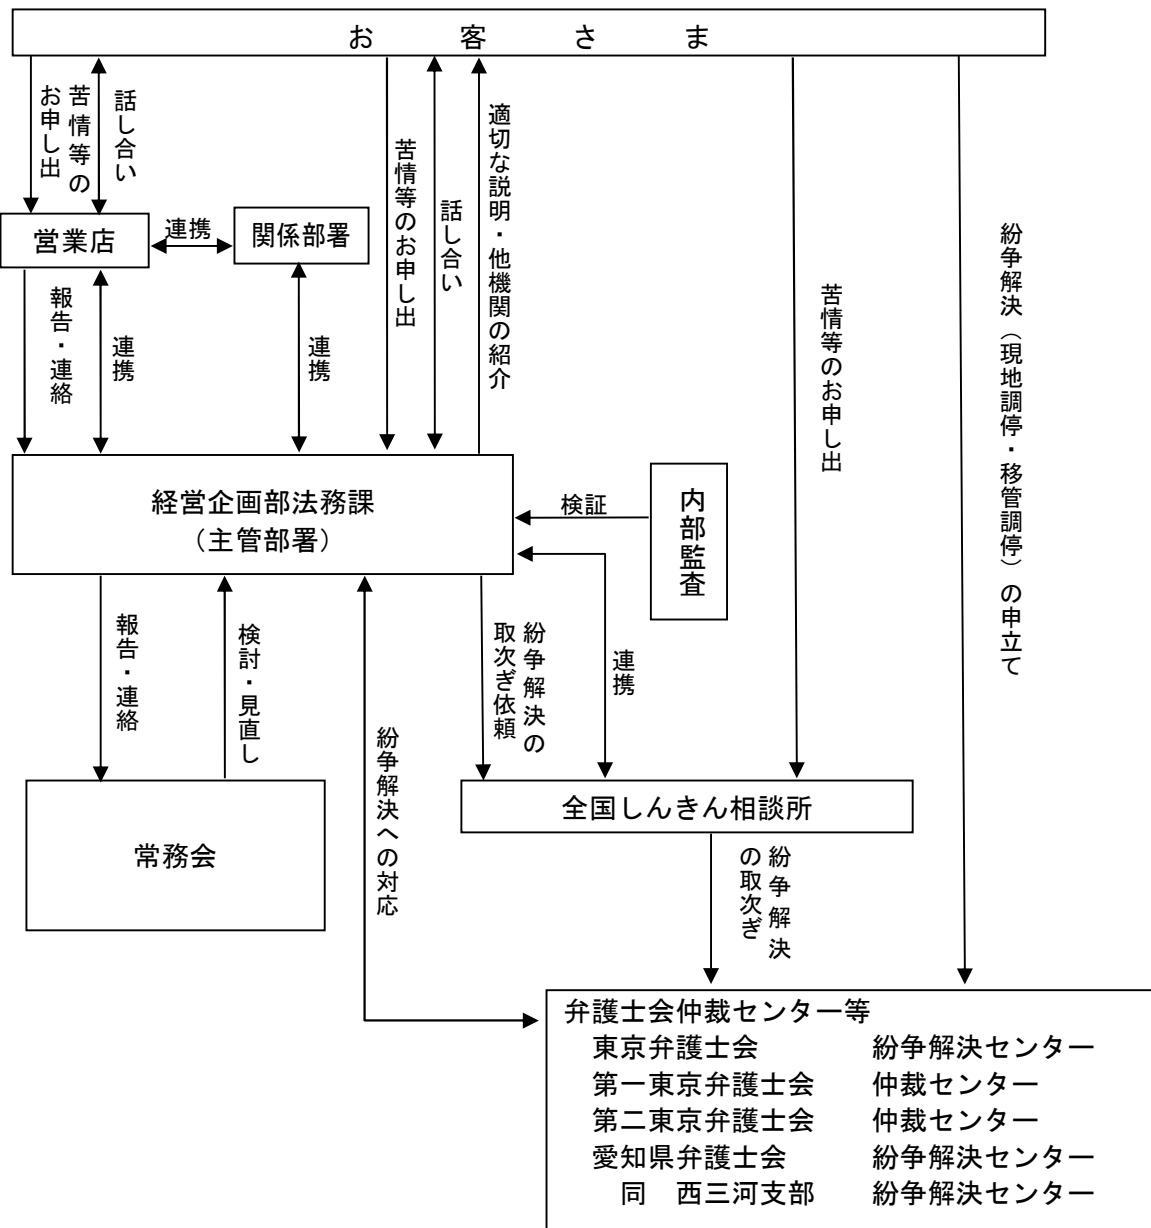 お客さま
苦情等の
お申し出
話し合い
苦情等のお申し出
話し合い
適切な説明・他機関の紹介
苦情等のお申し出
紛争解決（現地調停・移管調停）の申立て
営業店
連携
関係部署
報告・連絡
連携
連携
経営企画部法務課
（主管部署）
検証
内部監査
報告・連絡
検討・見直し
紛争解決への対応
紛争解決の
取次ぎ依頼
連携
常務会
全国しんきん相談所
紛争解決
の取次ぎ
弁護士会仲裁センター等
東京弁護士会　紛争解決センター
第一東京弁護士会　仲裁センター
第二東京弁護士会　仲裁センター
愛知県弁護士会　紛争解決センター
同　西三河支部　紛争解決センター